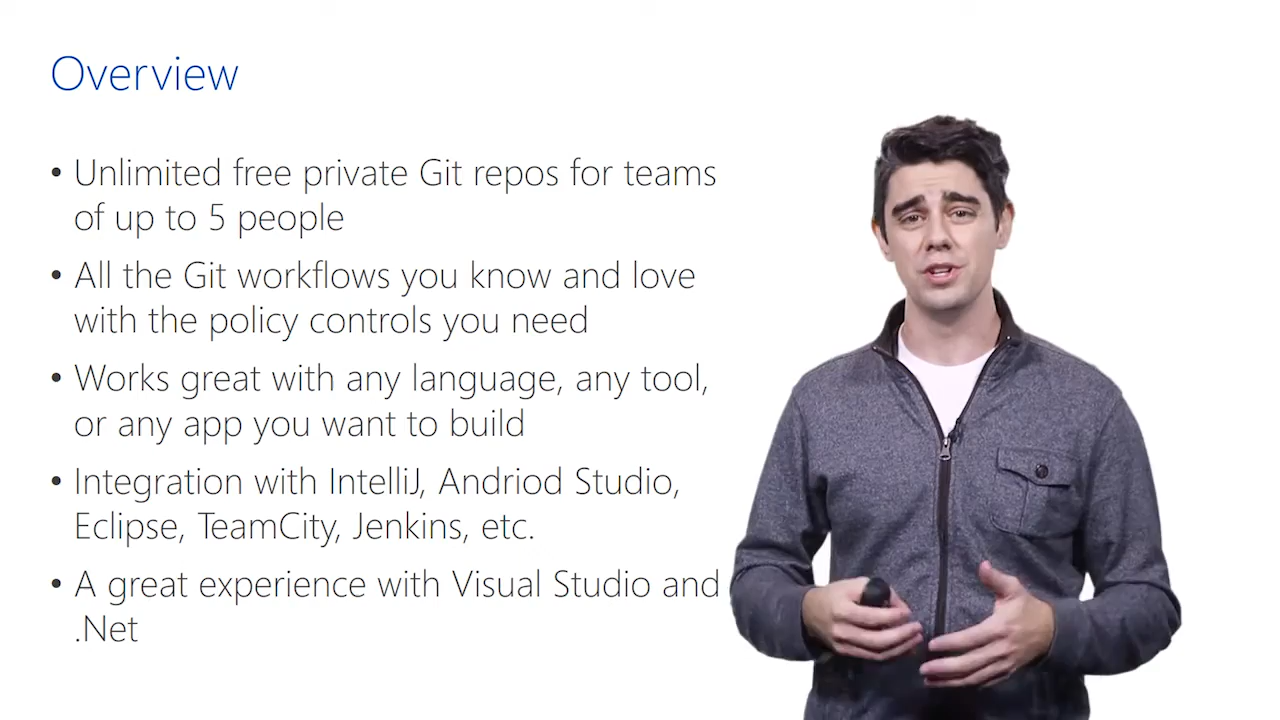 Overview
• Unlimited free private Git repos for teams
of up to 5 people
• All the Git workflows you know and love
with the policy controls you need
• Works great with any language, any tool,
or any app you want to build
• Integration with IntelliJ, Andriod Studio,
Eclipse, TeamCity, Jenkins, etc.
• A great experience with Visual Studio and
.Net